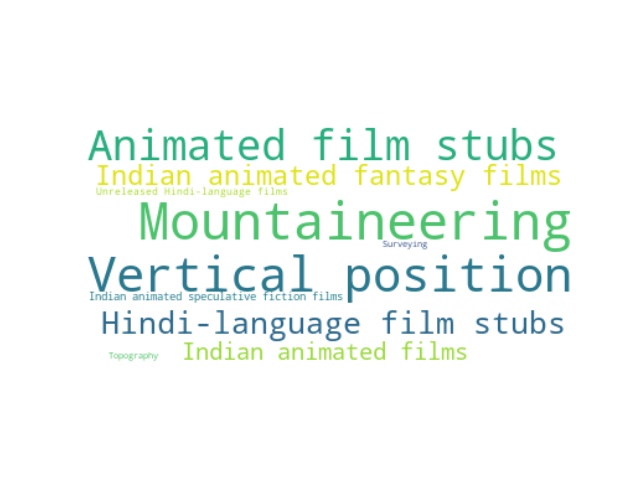 Animated film stubs
Indian animated fantasy films
Unreleased Hindi-language films
Mountaineering
Surveying
Vertical position
Indian animated speculative fiction films
Hindi-language film stubs
Indian animated films
Topography